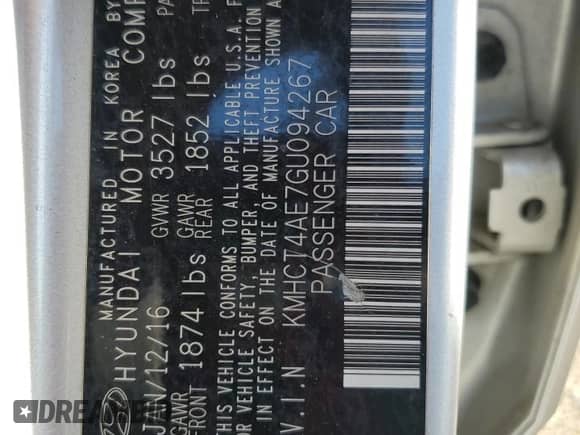 MANUFACTURED IN KOREA BY
HYUNDAI MOTOR COMP
JAN/12/16 GVWR 3527 lbs PA
GAWR FRONT 1874 lbs GAWR REAR 1852 lbs TP
THIS VEHICLE CONFORMS TO ALL APPLICABLE U.S.A. F
VEHICLE SAFETY, BUMPER, AND THEFT PREVENTION
IN EFFECT ON THE DATE OF MANUFACTURE SHOWN A
V.I.N KMHCT4AE7GU094267
PASSENGER CAR